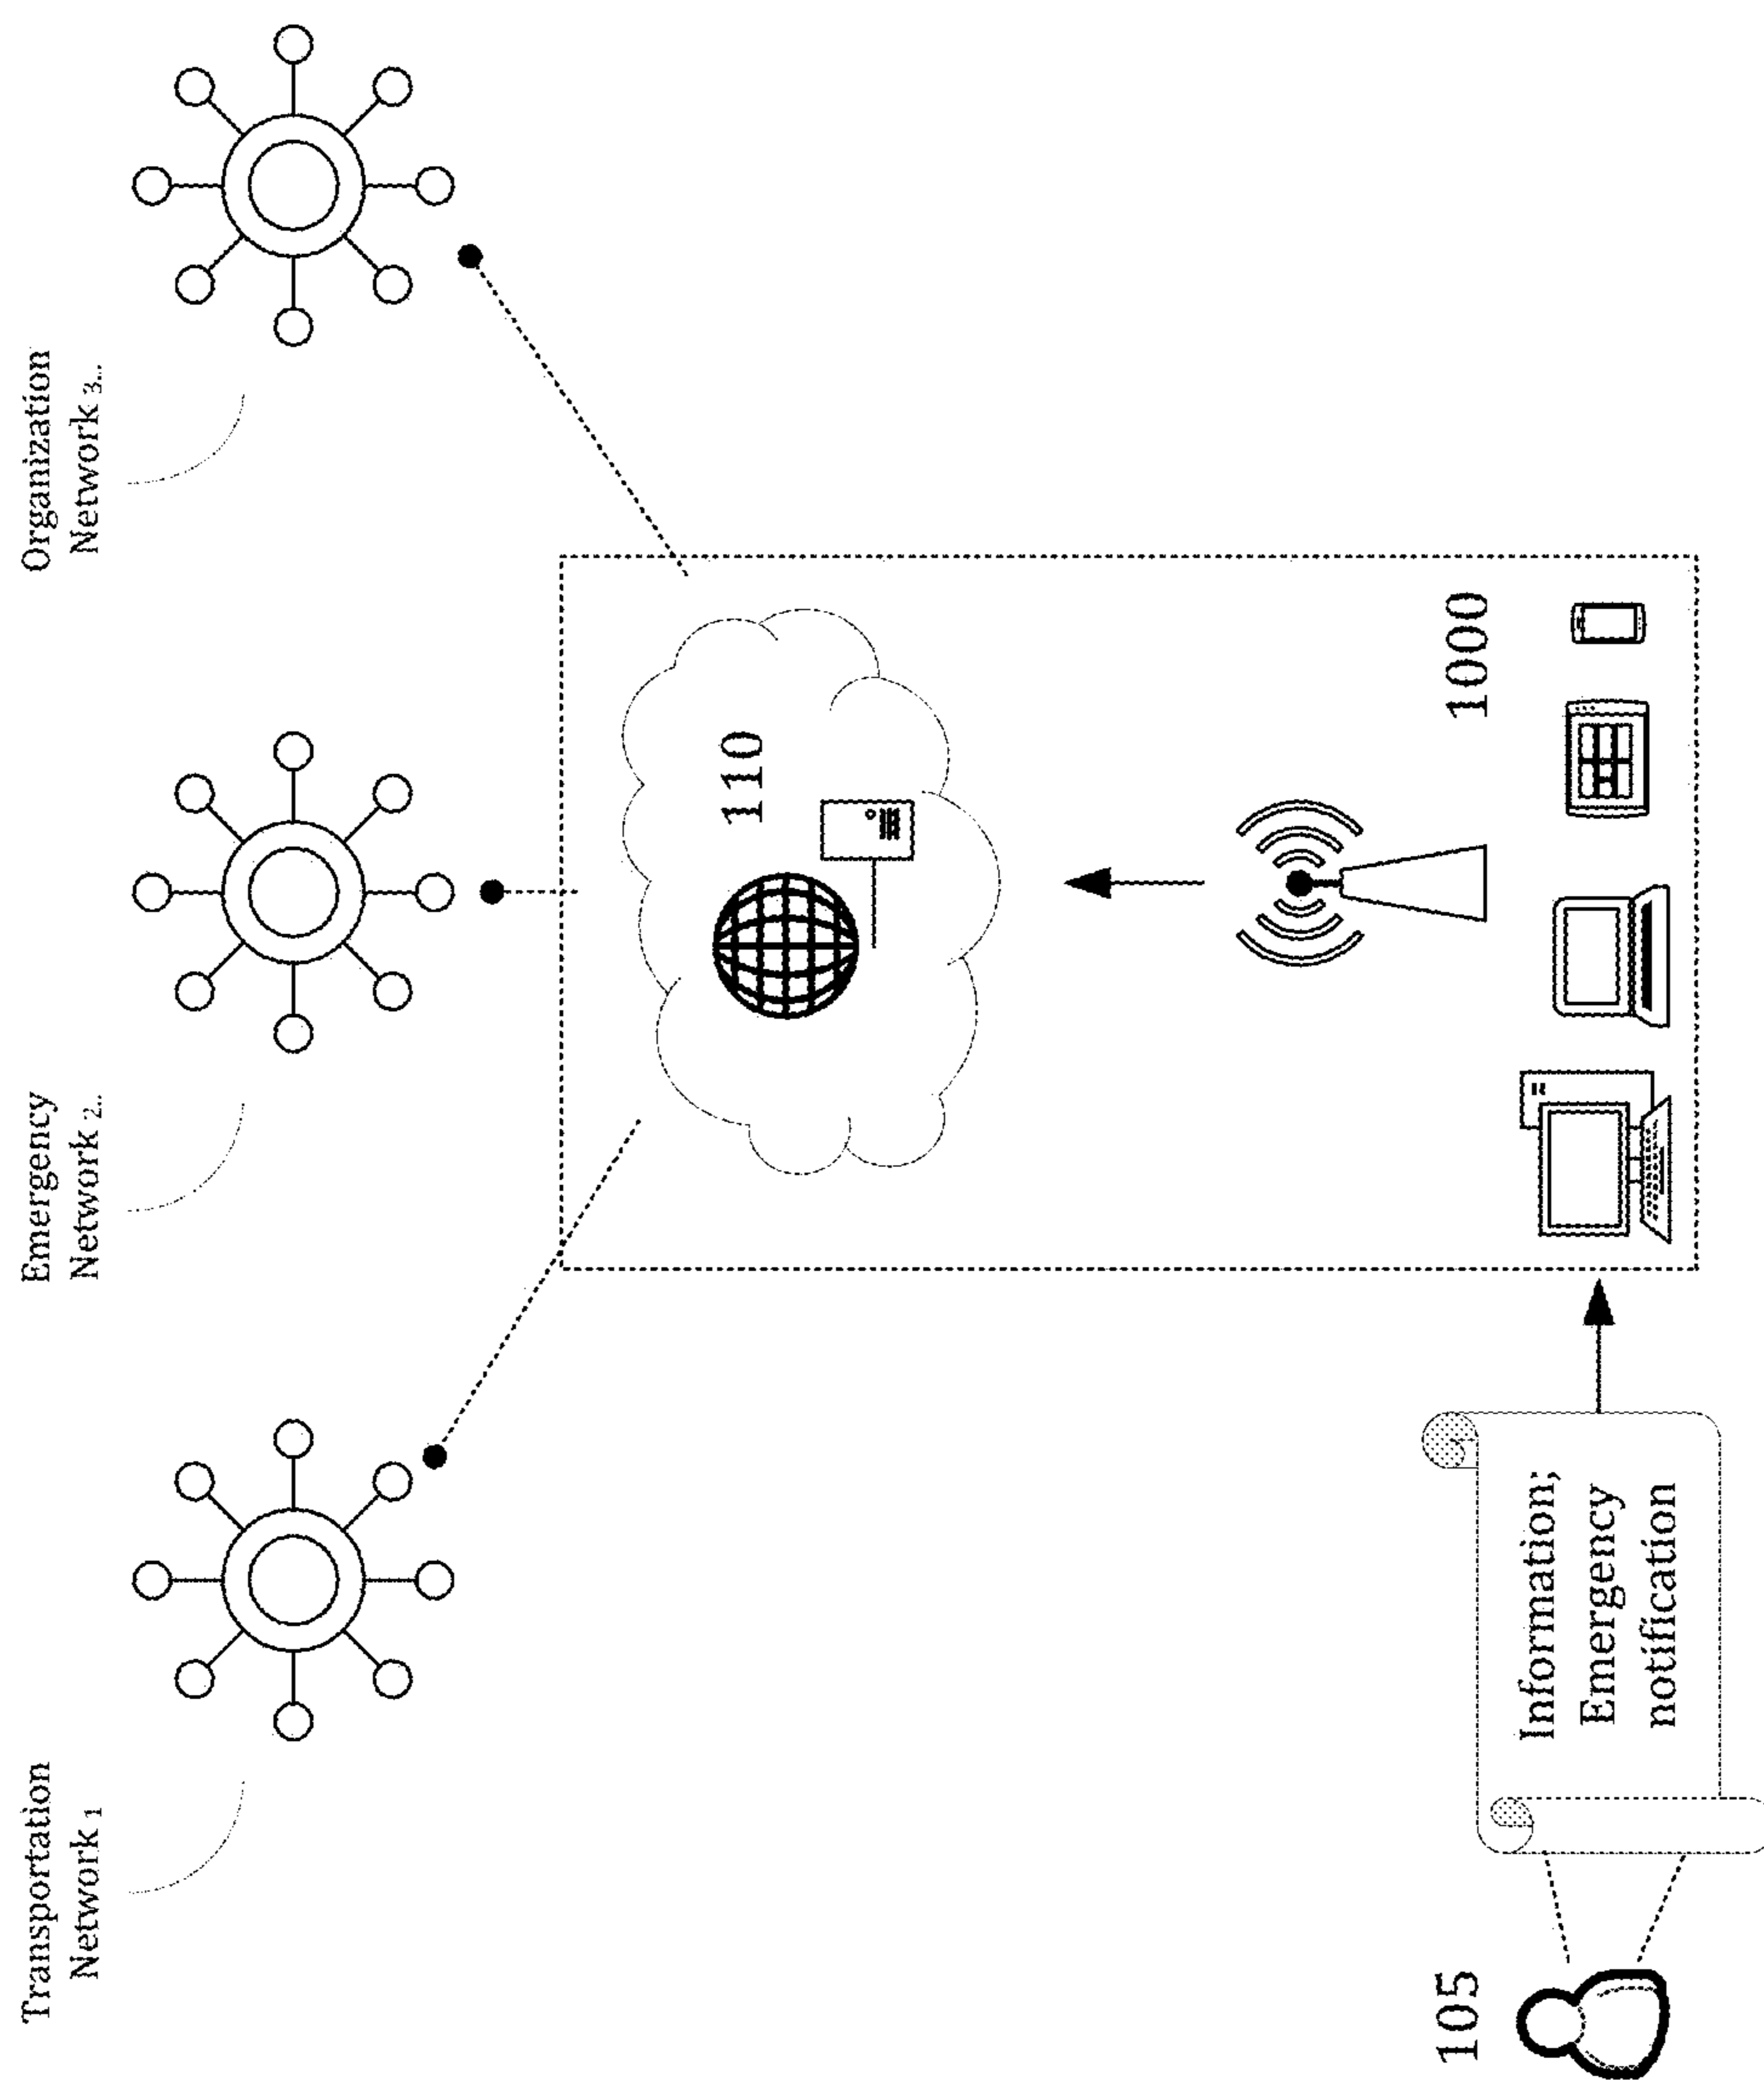 Transportation
Network 1
Emergency
Network 2..
Organization
Network 3...
110
1000
105
Information;
Emergency
notification